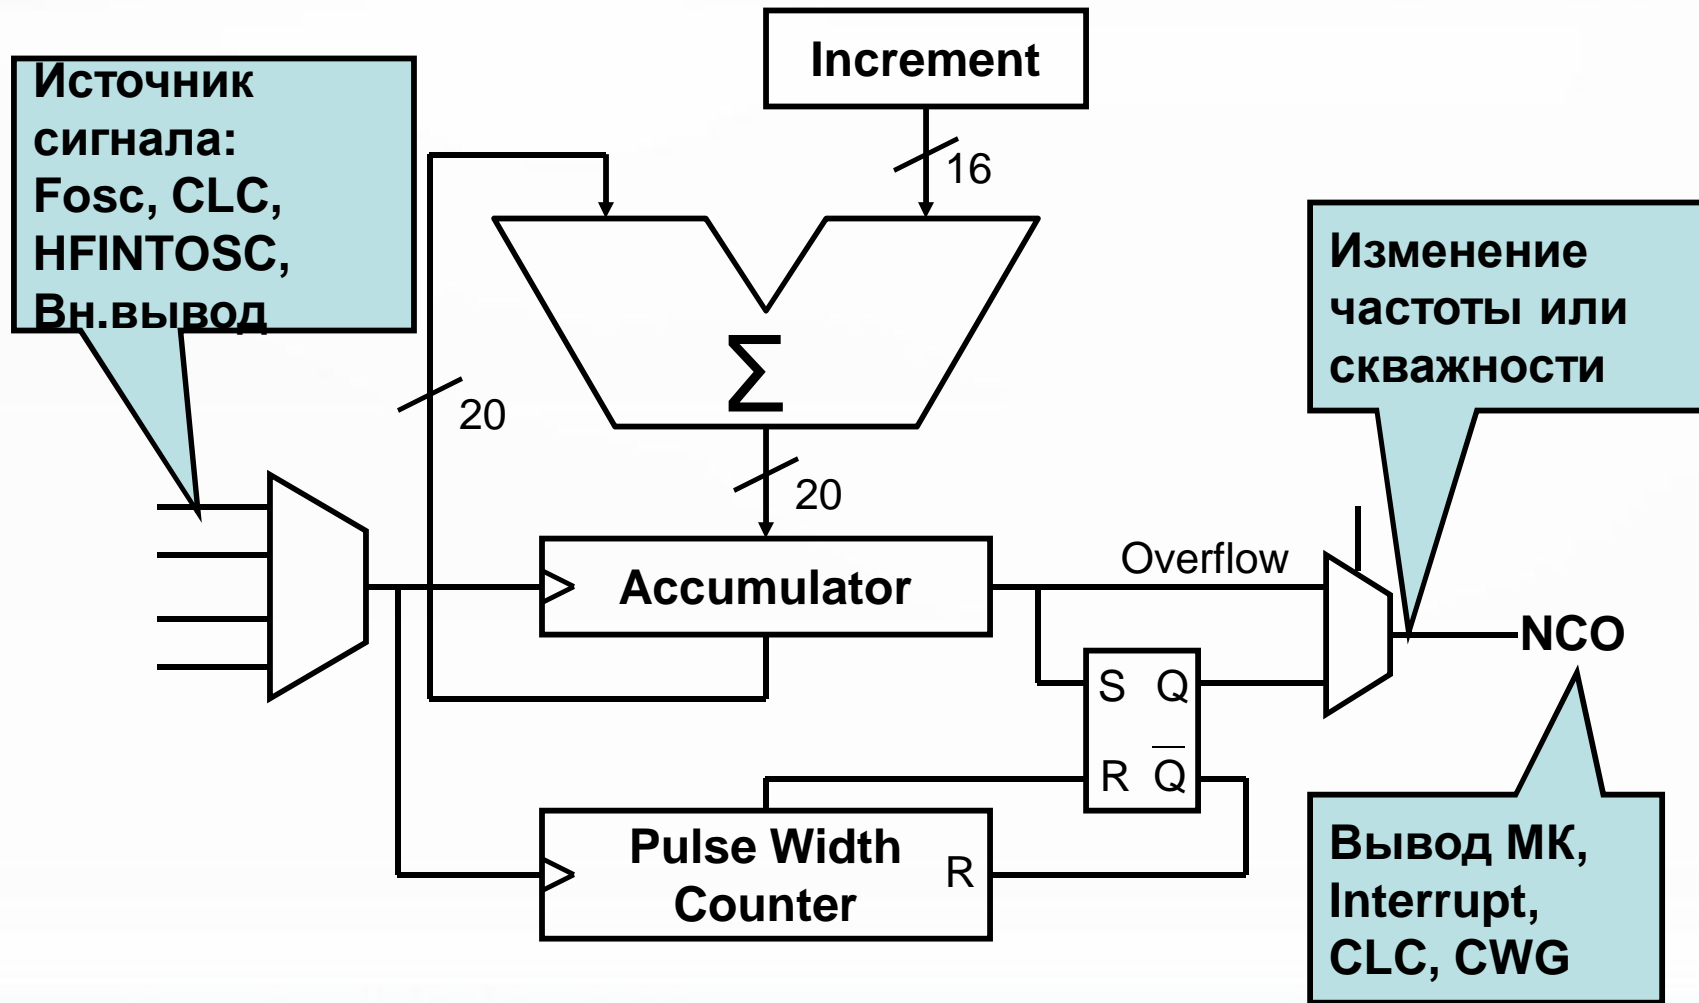 Increment
Источник
сигнала:
Fosc, CLC,
HFINTOSC,
Вн.вывод
16
Σ
20
20
Изменение
частоты или
скважности
Accumulator
Overflow
NCO
S Q
R Q̅
Pulse Width
Counter
R
Вывод МК,
Interrupt,
CLC, CWG